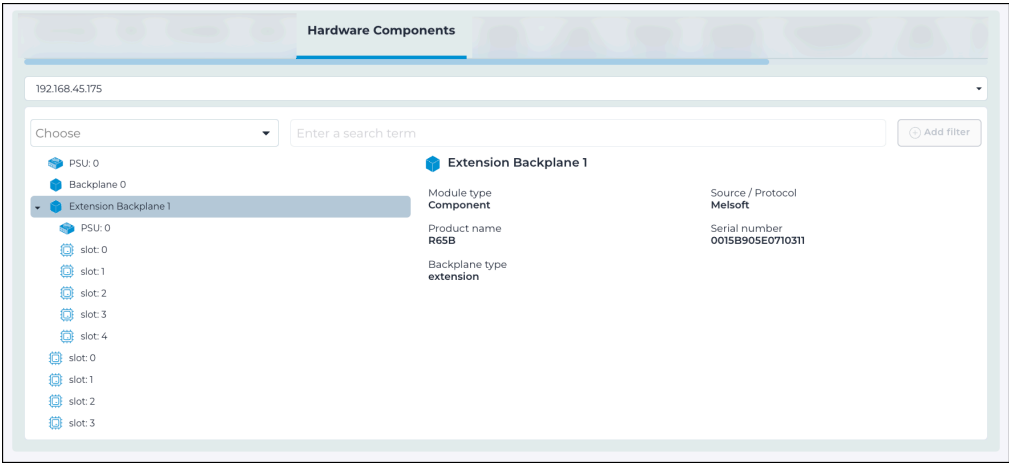 Hardware Components
192.168.45.175
Choose
Enter a search term
Add filter
PSU: 0
Backplane 0
Extension Backplane 1
PSU: 0
slot: 0
slot: 1
slot: 2
slot: 3
slot: 4
slot: 0
slot: 1
slot: 2
slot: 3
Extension Backplane 1
Module type
Component
Source / Protocol
Melsoft
Product name
R65B
Serial number
0015B905E0710311
Backplane type
extension